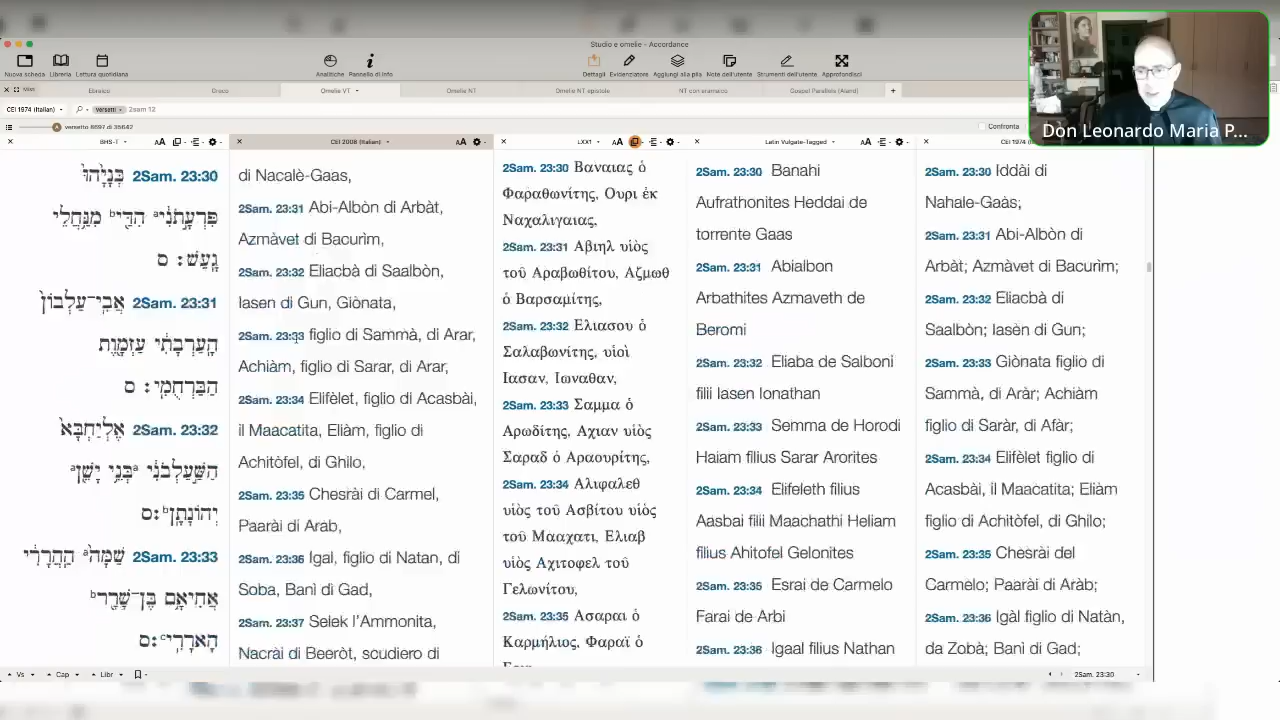 Studio e omelie - Accordance
Nuova scheda Libreria Lettura quotidiana Analitiche Pannello di Info Dettagli Evidenziatore Aggiungi alla pila Note dell'utente Strumenti dell'utente Approfondisci
Ebraico Greco Omelie VT Omelie NT Omelie NT epistole NT con aramaico Gospel Parallels (Aland) +
CEI 1974 (Italian) versetti 2sam 12
versetto 8697 di 35642 Confronta
Don Leonardo Maria P...
BHS-T
2Sam. 23:30 בְּנָיָ֙הוּ֙
פִּרְעָ֣תֹנִ֔י הִדַּ֖י מִנַּ֥חֲלֵי
גָֽעַשׁ׃ ס
2Sam. 23:31 אֲבִֽי־עַלְבוֹן֙
הָֽעַרְבָתִ֔י עַזְמָ֖וֶת
הַבַּרְחֻמִֽי׃ ס
2Sam. 23:32 אֶלְיַחְבָּא֙
הַשַּׁ֣עַלְבֹנִ֔י בְּנֵ֥י יָשֵׁ֖ן
יְהוֹנָתָֽן׃ ס
2Sam. 23:33 שַׁמָּה֙ הַֽהֲרָרִ֔י
אֲחִיאָ֥ם בֶּן־שָׁרָ֖ר
הָארָרִֽי׃ ס
CEI 2008 (Italian)
di Nacalè-Gaas,
2Sam. 23:31 Abi-Albòn di Arbàt,
Azmàvet di Bacurìm,
2Sam. 23:32 Eliacbà di Saalbòn,
Iasen di Gun, Giònata,
2Sam. 23:33 figlio di Sammà, di Arar,
Achiàm, figlio di Sarar, di Arar,
2Sam. 23:34 Elifèlet, figlio di Acasbài,
il Maacatita, Eliàm, figlio di
Achitòfel, di Ghilo,
2Sam. 23:35 Chesrài di Carmel,
Paarài di Arab,
2Sam. 23:36 Igal, figlio di Natan, di
Soba, Banì di Gad,
2Sam. 23:37 Selek l'Ammonita,
Nacrài di Beeròt, scudiero di
LXX1
2Sam. 23:30 Βαναιας ὁ
Φαραθωνίτης, Ουρι ἐκ
Ναχαλιγαιας,
2Sam. 23:31 Αβιηλ υἱὸς
τοῦ Αραβωθίτου, Αζμωθ
ὁ Βαρσαμίτης,
2Sam. 23:32 Ελιασου ὁ
Σαλαβωνίτης, υἱοὶ
Ιασαν, Ιωναθαν,
2Sam. 23:33 Σαμμα ὁ
Αρωδίτης, Αχιαν υἱὸς
Σαραδ ὁ Αραουρίτης,
2Sam. 23:34 Αλιφαλεθ
υἱὸς τοῦ Ασβίτου υἱὸς
τοῦ Μααχατι, Ελιαβ
υἱὸς Αχιτοφελ τοῦ
Γελωνίτου,
2Sam. 23:35 Ασαραι ὁ
Καρμήλιος, Φαραϊ ὁ
Latin Vulgate-Tagged
2Sam. 23:30 Banahi
Aufrathonites Heddai de
torrente Gaas
2Sam. 23:31 Abialbon
Arbathites Azmaveth de
Beromi
2Sam. 23:32 Eliaba de Salboni
filii Iasen Ionathan
2Sam. 23:33 Semma de Horodi
Haiam filius Sarar Arorites
2Sam. 23:34 Elifeleth filius
Aasbai filii Maachathi Heliam
filius Ahitofel Gelonites
2Sam. 23:35 Esrai de Carmelo
Farai de Arbi
2Sam. 23:36 Igaal filius Nathan
CEI 1974
2Sam. 23:30 Iddài di
Nahale-Gaàs;
2Sam. 23:31 Abi-Albòn di
Arbàt; Azmàvet di Bacurìm;
2Sam. 23:32 Eliacbà di
Saalbòn; Iasèn di Gun;
2Sam. 23:33 Giònata figlio di
Sammà, di Aràr; Achiàm
figlio di Saràr, di Afàr;
2Sam. 23:34 Elifèlet figlio di
Acasbài, il Maacatita; Eliàm
figlio di Achitòfel, di Ghilo;
2Sam. 23:35 Chesrài del
Carmelo; Paarài di Aràb;
2Sam. 23:36 Igàl figlio di Natàn,
da Zobà; Banì di Gad;
Vs Cap Libr 2Sam. 23:30